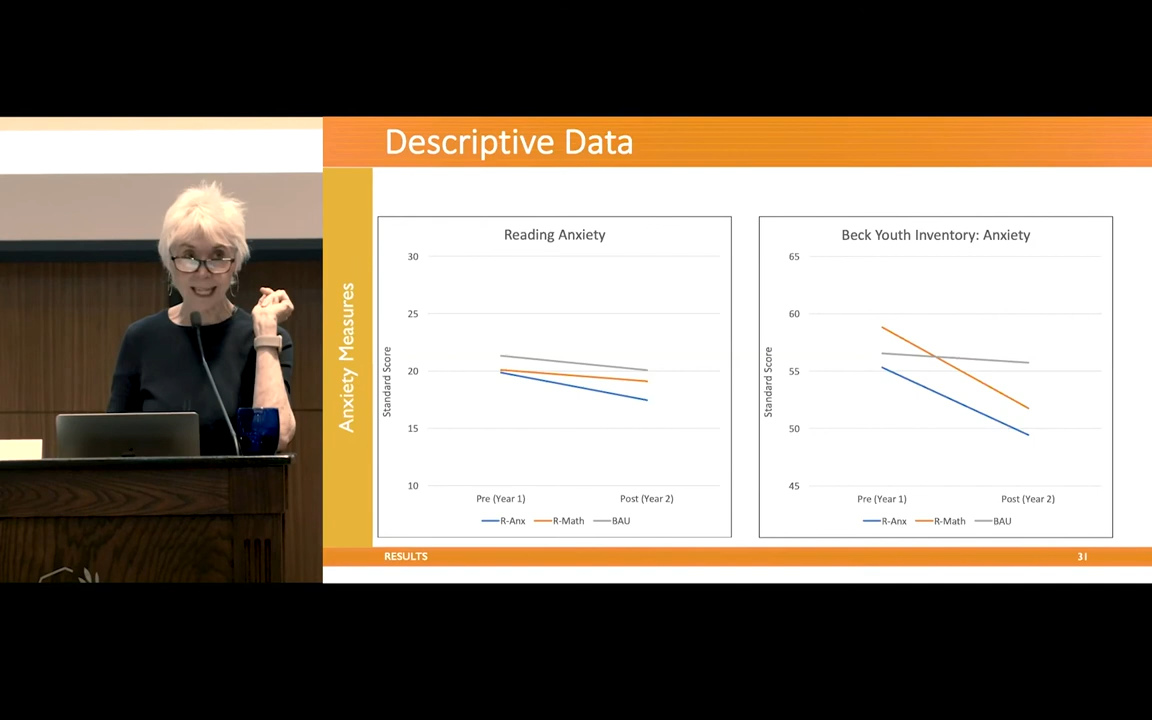 Descriptive Data
Anxiety Measures
Reading Anxiety
30
25
20
15
10
Standard Score
Pre (Year 1)
Post (Year 2)
R-Anx
R-Math
BAU
Beck Youth Inventory: Anxiety
65
60
55
50
45
Standard Score
Pre (Year 1)
Post (Year 2)
R-Anx
R-Math
BAU
RESULTS
31